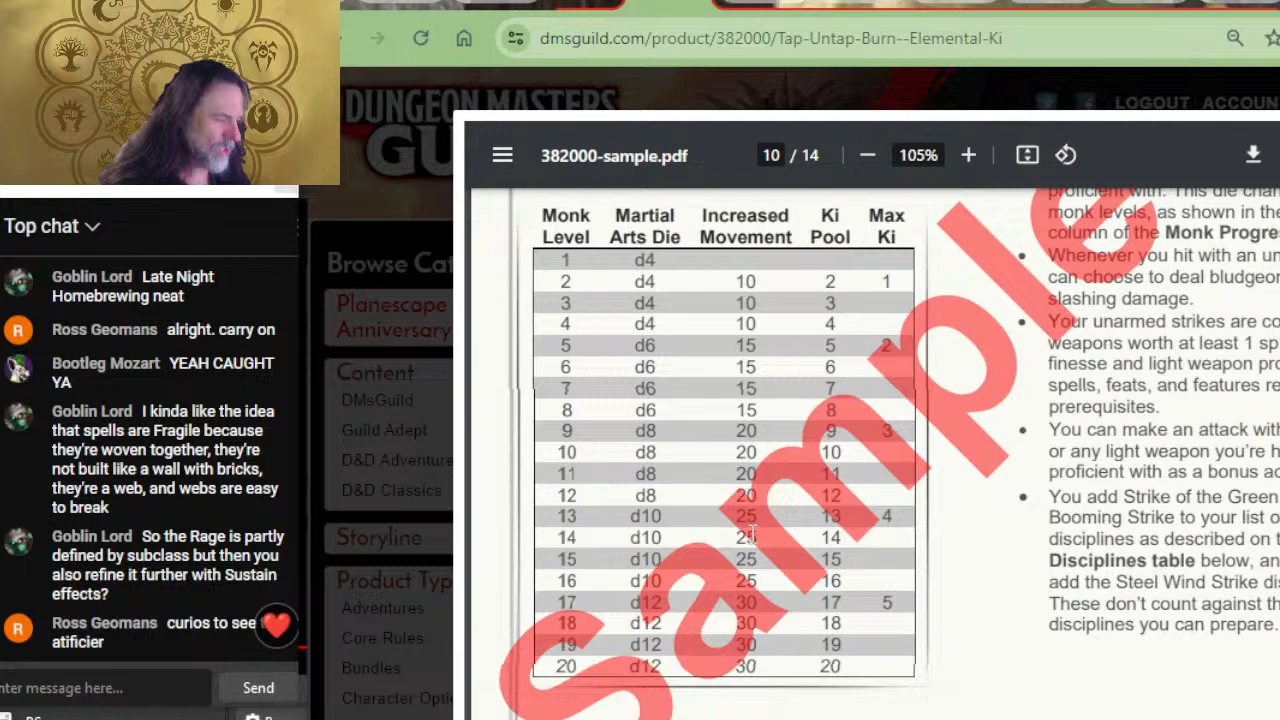 dmsguild.com/product/382000/Tap-Untap-Burn--Elemental-Ki
DUNGEON MASTERS
GU
LOGOUT ACCOUN
382000-sample.pdf
10 / 14
105%
Top chat
Goblin Lord Late Night
Homebrewing neat
Ross Geomans alright. carry on
Bootleg Mozart YEAH CAUGHT
YA
Goblin Lord I kinda like the idea
that spells are Fragile because
they're woven together, they're
not built like a wall with bricks,
they're a web, and webs are easy
to break
Goblin Lord So the Rage is partly
defined by subclass but then you
also refine it further with Sustain
effects?
Ross Geomans curios to see
atificier
nter message here...
Send
Browse Cat
Planescape
Anniversary
Content
DMsGuild
Guild Adept
D&D Adventure
D&D Classics
Storyline
Product Typ
Adventures
Core Rules
Bundles
Character Optio
Monk Martial Increased Ki Max
Level Arts Die Movement Pool Ki
1 d4
2 d4 10 2 1
3 d4 10 3
4 d4 10 4
5 d6 15 5 2
6 d6 15 6
7 d6 15 7
8 d6 15 8
9 d8 20 9 3
10 d8 20 10
11 d8 20 11
12 d8 20 12
13 d10 25 13 4
14 d10 25 14
15 d10 25 15
16 d10 25 16
17 d12 30 17 5
18 d12 30 18
19 d12 30 19
20 d12 30 20
Sample
proficient with. This die chan
monk levels, as shown in the
column of the Monk Progres
Whenever you hit with an un
can choose to deal bludgeo
slashing damage.
Your unarmed strikes are co
weapons worth at least 1 sp
finesse and light weapon pro
spells, feats, and features re
prerequisites.
You can make an attack with
or any light weapon you're h
proficient with as a bonus ac
You add Strike of the Green
Booming Strike to your list o
disciplines as described on t
Disciplines table below, an
add the Steel Wind Strike dis
These don't count against th
disciplines you can prepare.